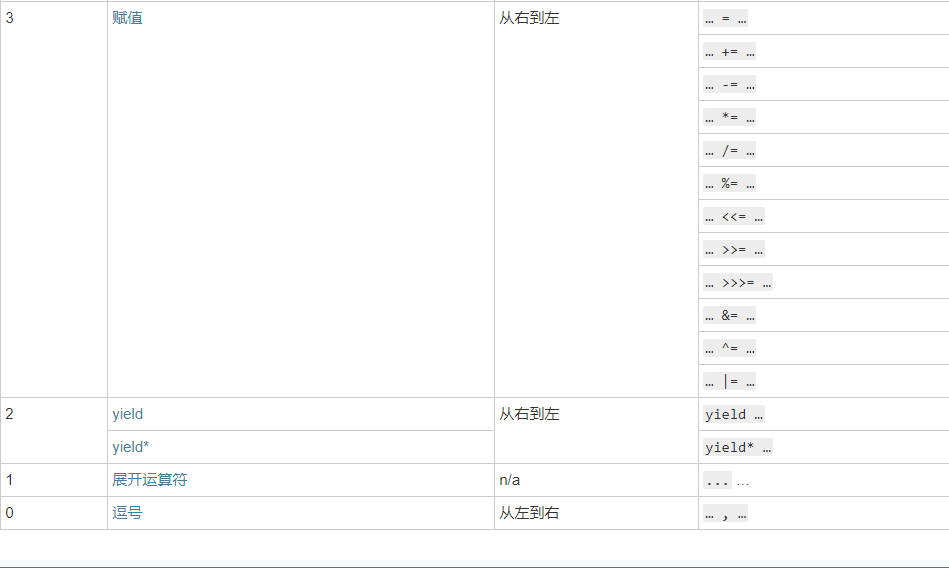 3 赋值 从右到左 … = …
… += …
… -= …
… *= …
… /= …
… %= …
… <<= …
… >>= …
… >>>= …
… &= …
… ^= …
… |= …
2 yield 从右到左 yield …
yield* yield* …
1 展开运算符 n/a ... …
0 逗号 从左到右 … , …